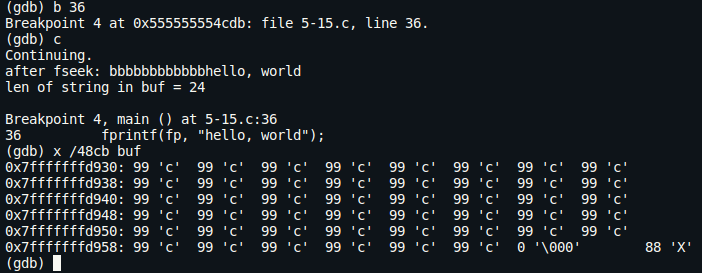 (gdb) b 36
Breakpoint 4 at 0x555555554cdb: file 5-15.c, line 36.
(gdb) c
Continuing.
after fseek: bbbbbbbbbbbbhello, world
len of string in buf = 24

Breakpoint 4, main () at 5-15.c:36
36          fprintf(fp, "hello, world");
(gdb) x /48cb buf
0x7fffffffd930: 99 'c'  99 'c'  99 'c'  99 'c'  99 'c'  99 'c'  99 'c'  99 'c'
0x7fffffffd938: 99 'c'  99 'c'  99 'c'  99 'c'  99 'c'  99 'c'  99 'c'  99 'c'
0x7fffffffd940: 99 'c'  99 'c'  99 'c'  99 'c'  99 'c'  99 'c'  99 'c'  99 'c'
0x7fffffffd948: 99 'c'  99 'c'  99 'c'  99 'c'  99 'c'  99 'c'  99 'c'  99 'c'
0x7fffffffd950: 99 'c'  99 'c'  99 'c'  99 'c'  99 'c'  99 'c'  99 'c'  99 'c'
0x7fffffffd958: 99 'c'  99 'c'  99 'c'  99 'c'  99 'c'  99 'c'  0 '\000'        88 'X'
(gdb)